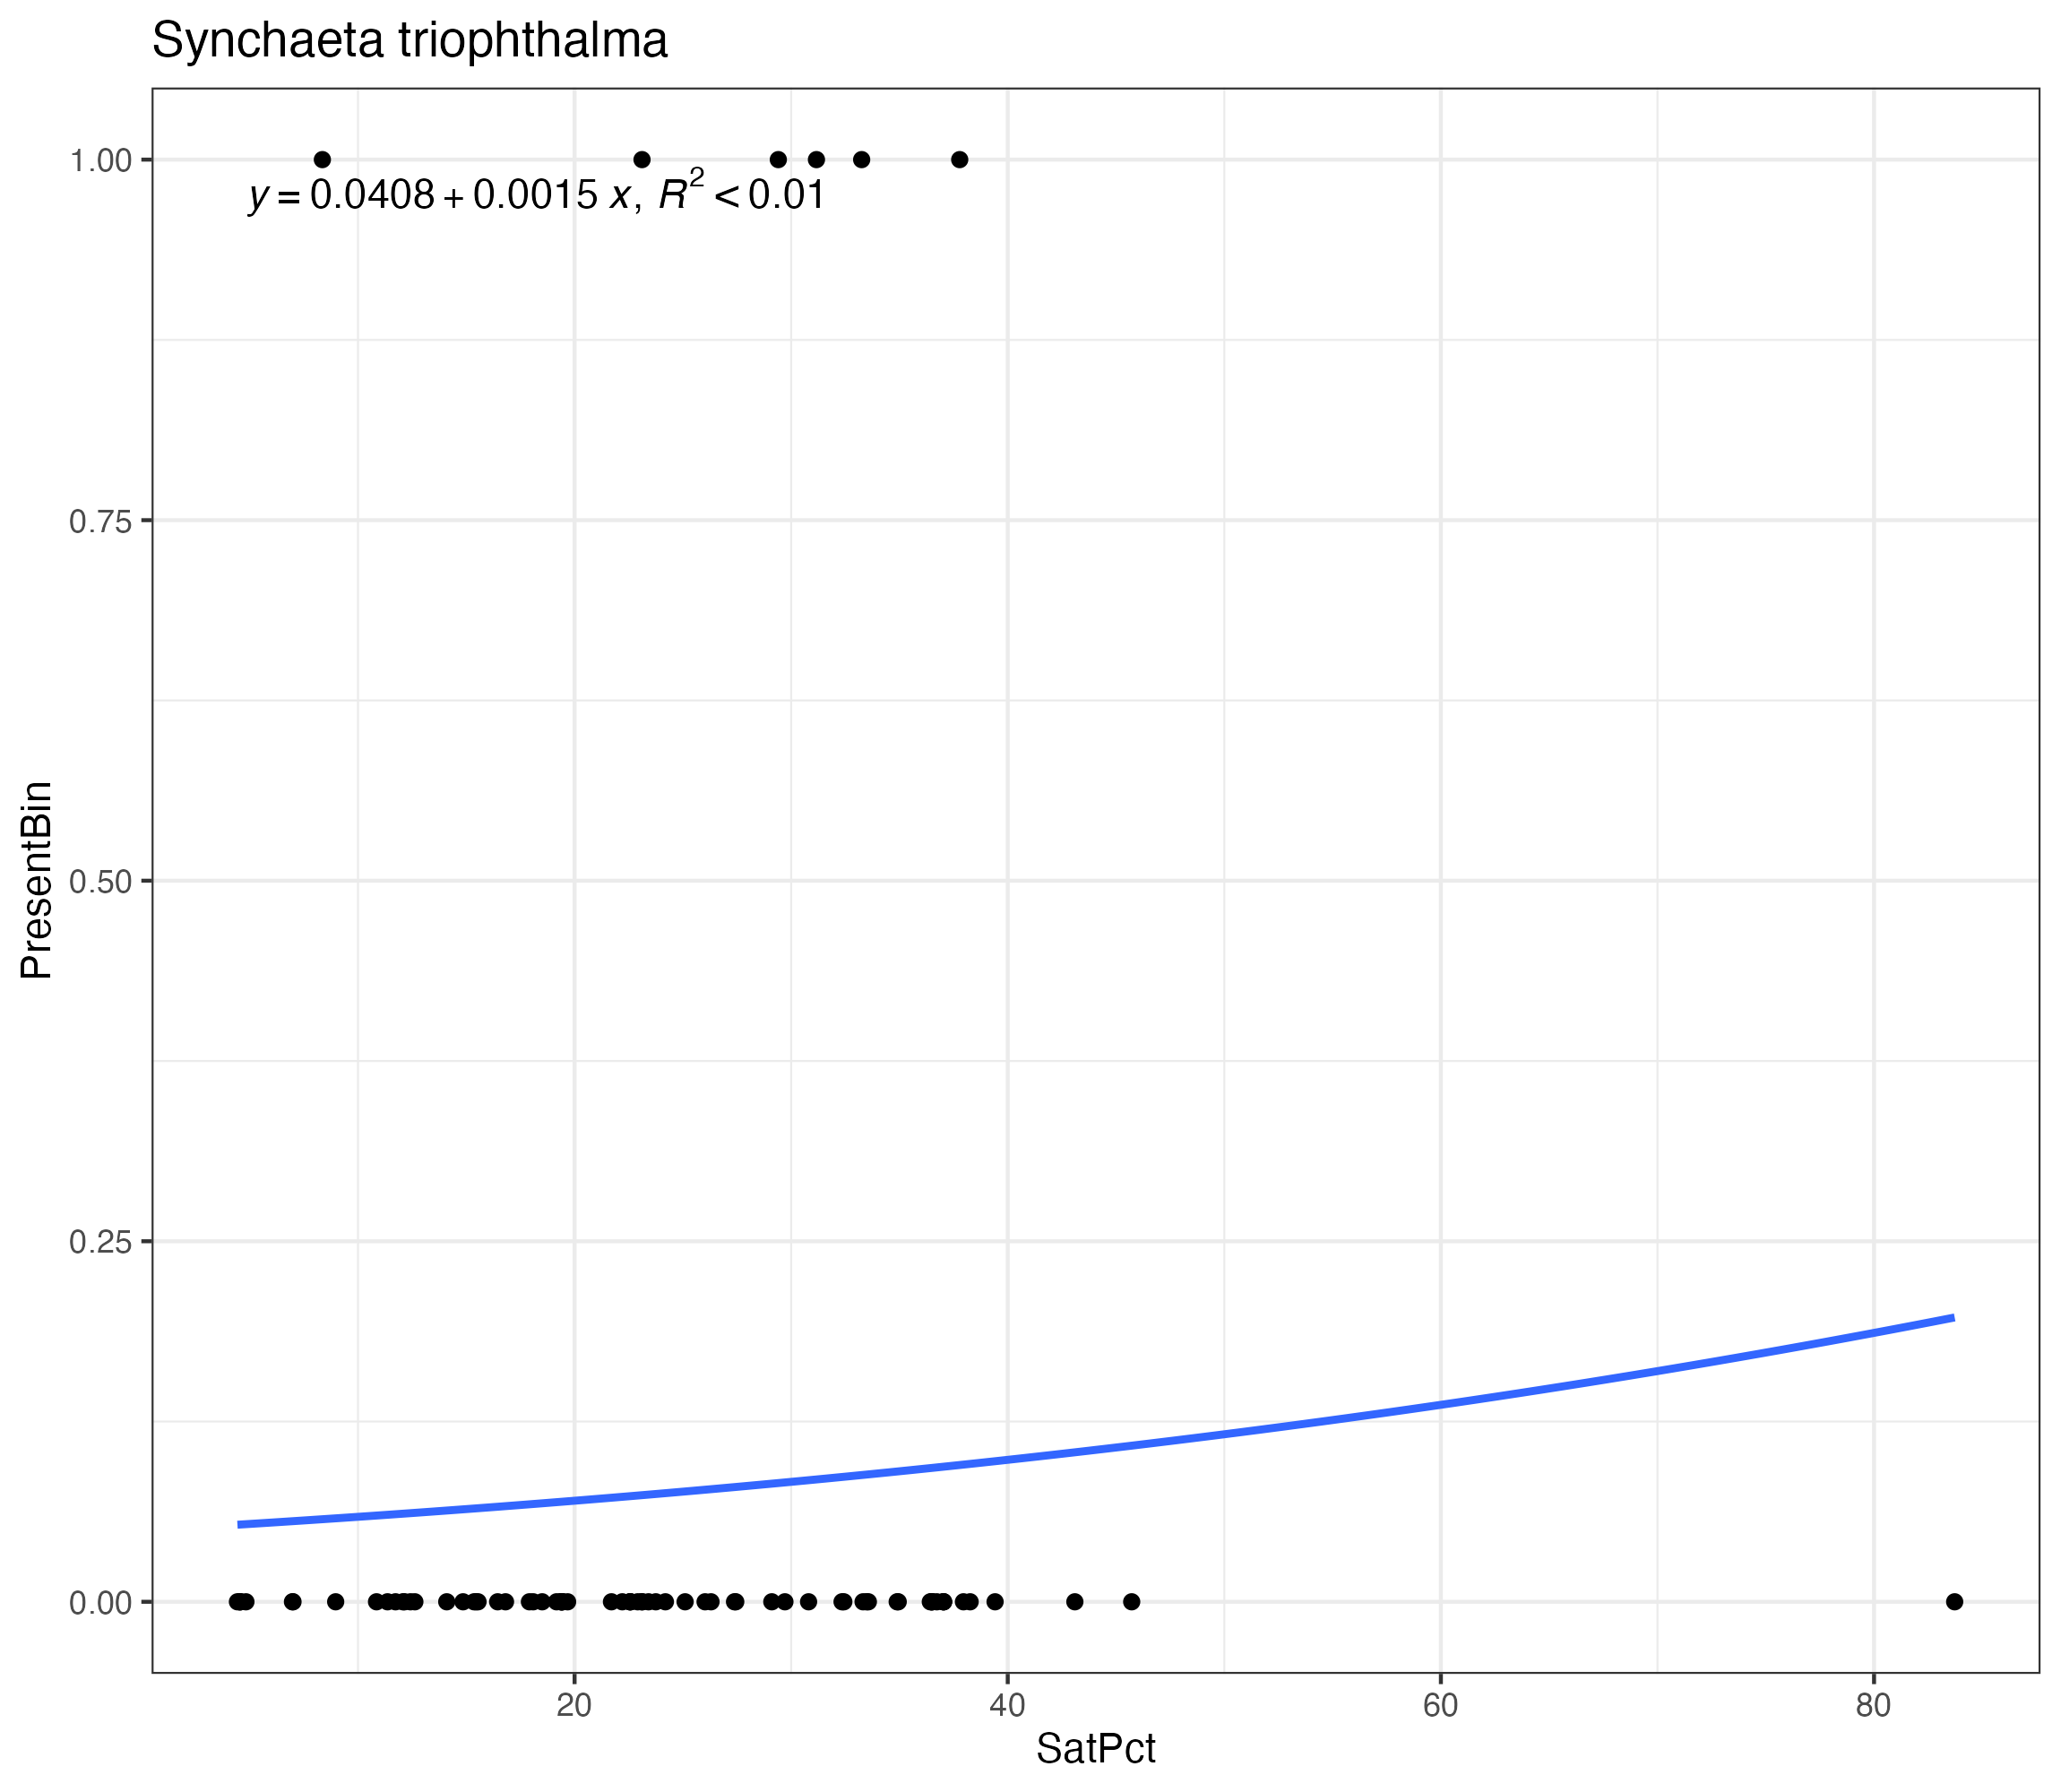 Synchaeta triophthalma
1.00
y = 0.0408 + 0.0015 x, R² < 0.01
0.75
0.50
0.25
0.00
PresentBin
20 40 60 80
SatPct